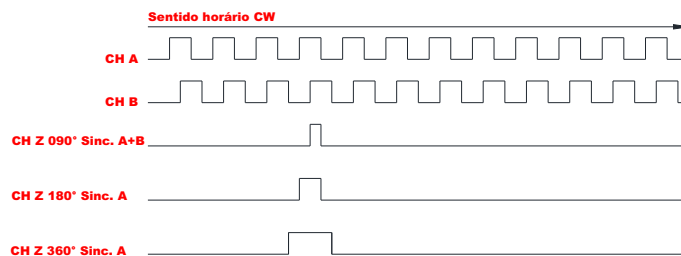 Sentido horário CW
CH A
CH B
CH Z 090° Sinc. A+B
CH Z 180° Sinc. A
CH Z 360° Sinc. A